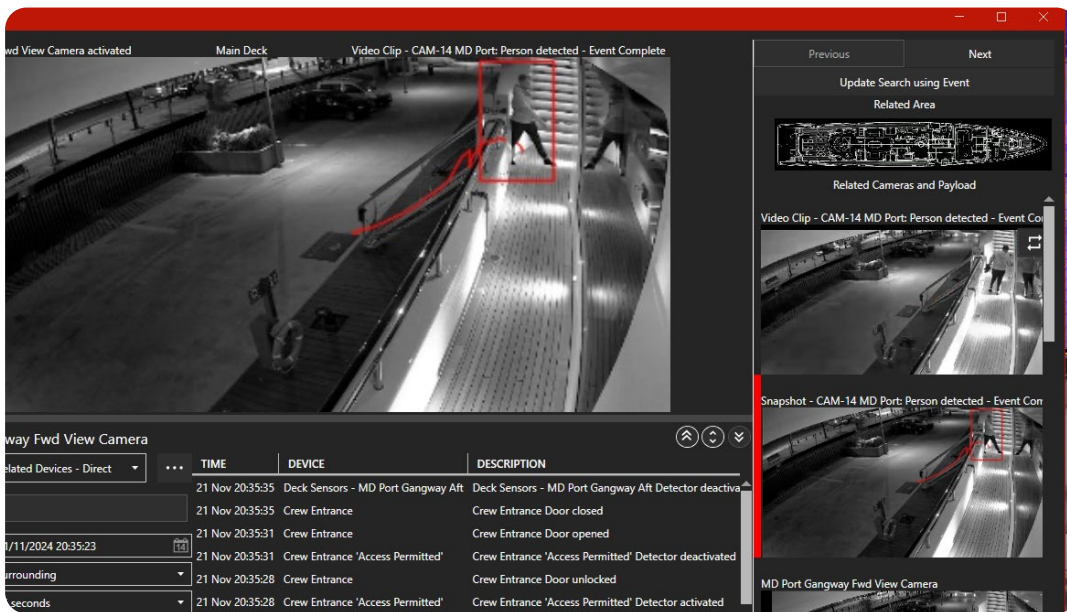 wd View Camera activated
Main Deck
Video Clip - CAM-14 MD Port: Person detected - Event Complete
Previous
Next
Update Search using Event
Related Area
Related Cameras and Payload
Video Clip - CAM-14 MD Port: Person detected - Event Co
Snapshot - CAM-14 MD Port: Person detected - Event Com
MD Port Gangway Fwd View Camera
way Fwd View Camera
elated Devices - Direct
...
1/11/2024 20:35:23
14
urrounding
seconds
TIME DEVICE DESCRIPTION
21 Nov 20:35:35 Deck Sensors - MD Port Gangway Aft Deck Sensors - MD Port Gangway Aft Detector deactiva
21 Nov 20:35:35 Crew Entrance Crew Entrance Door closed
21 Nov 20:35:31 Crew Entrance Crew Entrance Door opened
21 Nov 20:35:31 Crew Entrance 'Access Permitted' Crew Entrance 'Access Permitted' Detector deactivated
21 Nov 20:35:28 Crew Entrance Crew Entrance Door unlocked
21 Nov 20:35:28 Crew Entrance 'Access Permitted' Crew Entrance 'Access Permitted' Detector activated